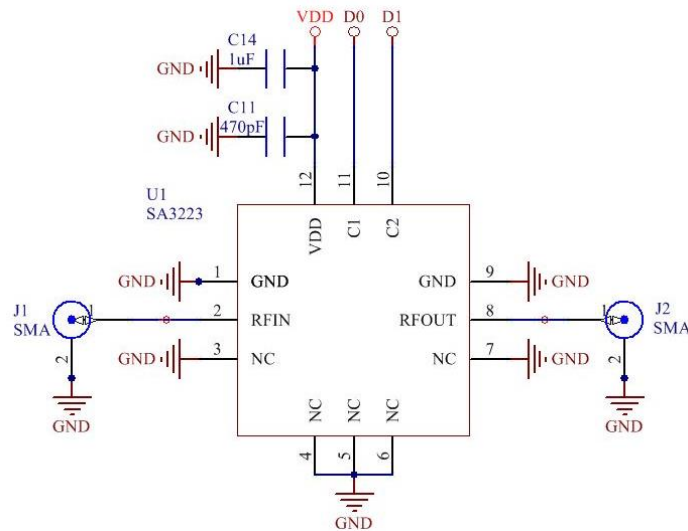 VDD D0 D1
C14
GND 1uF
C11
GND 470pF
12 11 10
U1
SA3223
VDD C1 C2
GND 1 GND GND 9 GND
J1 1 2 RFIN RFOUT 8 1 J2
SMA SMA
2 GND 3 NC NC 7 GND 2
NC NC NC
GND GND
4 5 6
GND